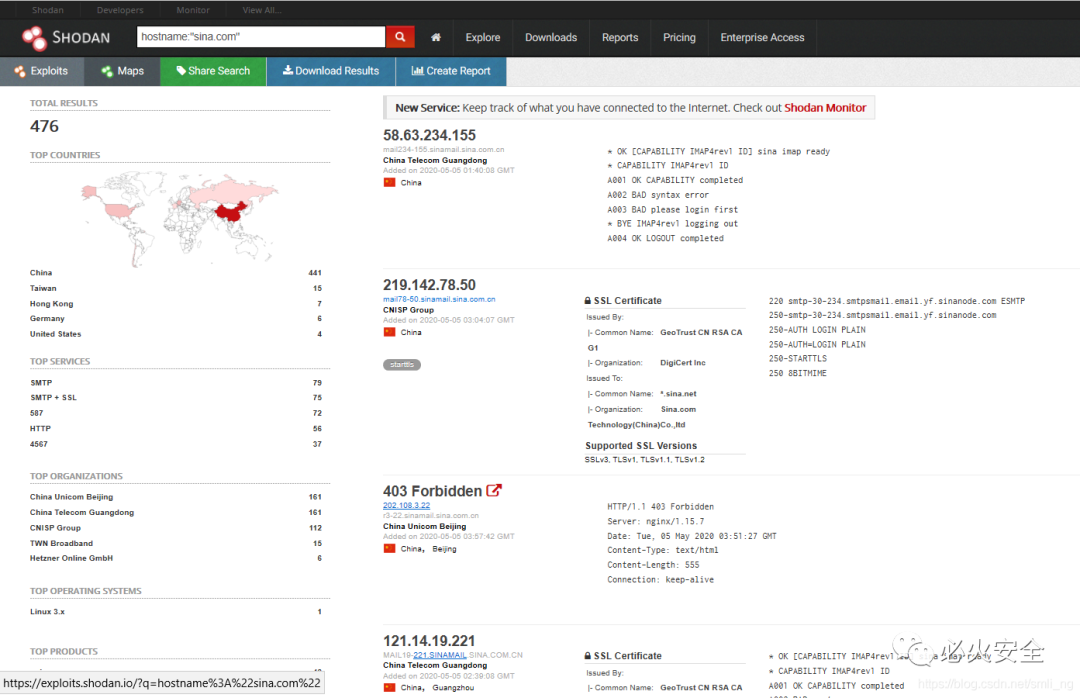 Shodan Developers Monitor View All...
SHODAN hostname:"sina.com" Explore Downloads Reports Pricing Enterprise Access
Exploits Maps Share Search Download Results Create Report
TOTAL RESULTS
476
TOP COUNTRIES
China 441
Taiwan 15
Hong Kong 7
Germany 6
United States 4
TOP SERVICES
SMTP 79
SMTP + SSL 75
587 72
HTTP 56
4567 37
TOP ORGANIZATIONS
China Unicom Beijing 161
China Telecom Guangdong 161
CNISP Group 112
TWN Broadband 15
Hetzner Online GmbH 6
TOP OPERATING SYSTEMS
Linux 3.x 1
TOP PRODUCTS
https://exploits.shodan.io/?q=hostname%3A%22sina.com%22
New Service: Keep track of what you have connected to the Internet. Check out Shodan Monitor
58.63.234.155
mail234-155.sinamail.sina.com.cn
China Telecom Guangdong
Added on 2020-05-05 01:40:08 GMT
China
* OK [CAPABILITY IMAP4rev1 ID] sina imap ready
* CAPABILITY IMAP4rev1 ID
A001 OK CAPABILITY completed
A002 BAD syntax error
A003 BAD please login first
* BYE IMAP4rev1 logging out
A004 OK LOGOUT completed
219.142.78.50
mail78-50.sinamail.sina.com.cn
CNISP Group
Added on 2020-05-05 03:04:07 GMT
China
starttls
SSL Certificate
Issued By:
|- Common Name: GeoTrust CN RSA CA
G1
|- Organization: DigiCert Inc
Issued To:
|- Common Name: *.sina.net
|- Organization: Sina.com
Technology(China)Co.,ltd
Supported SSL Versions
SSLv3, TLSv1, TLSv1.1, TLSv1.2
220 smtp-30-234.smtpsmail.email.yf.sinanode.com ESMTP
250-smtp-30-234.smtpsmail.email.yf.sinanode.com
250-AUTH LOGIN PLAIN
250-AUTH=LOGIN PLAIN
250-STARTTLS
250 8BITMIME
403 Forbidden
202.108.3.22
r3-22.sinamail.sina.com.cn
China Unicom Beijing
Added on 2020-05-05 03:57:42 GMT
China, Beijing
HTTP/1.1 403 Forbidden
Server: nginx/1.15.7
Date: Tue, 05 May 2020 03:51:27 GMT
Content-Type: text/html
Content-Length: 555
Connection: keep-alive
121.14.19.221
MAIL19-221.SINAMAIL.SINA.COM.CN
China Telecom Guangdong
Added on 2020-05-05 02:39:08 GMT
China, Guangzhou
SSL Certificate
Issued By:
|- Common Name: GeoTrust CN RSA CA
* OK [CAPABILITY IMAP4rev1 ready
* CAPABILITY IMAP4rev1 ID
A001 OK CAPABILITY completed
必火安全